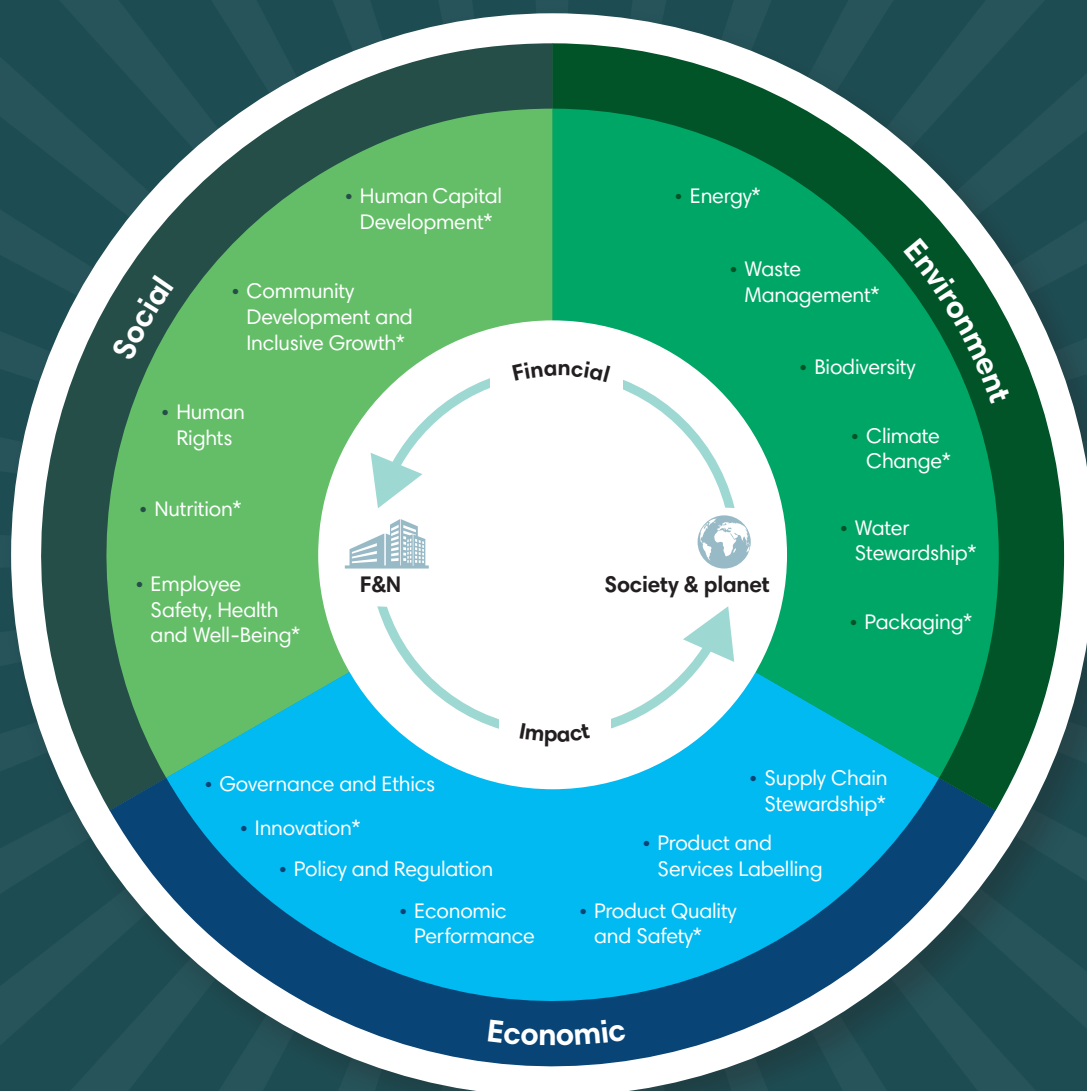 Social
• Human Capital
Development*
• Community
Development and
Inclusive Growth*
• Human
Rights
• Nutrition*
• Employee
Safety, Health
and Well-Being*
Environment
• Energy*
• Waste
Management*
• Biodiversity
• Climate
Change*
• Water
Stewardship*
• Packaging*
Financial
F&N
Society & planet
Impact
• Governance and Ethics
• Innovation*
• Policy and Regulation
• Economic
Performance
• Supply Chain
Stewardship*
• Product and
Services Labelling
• Product Quality
and Safety*
Economic